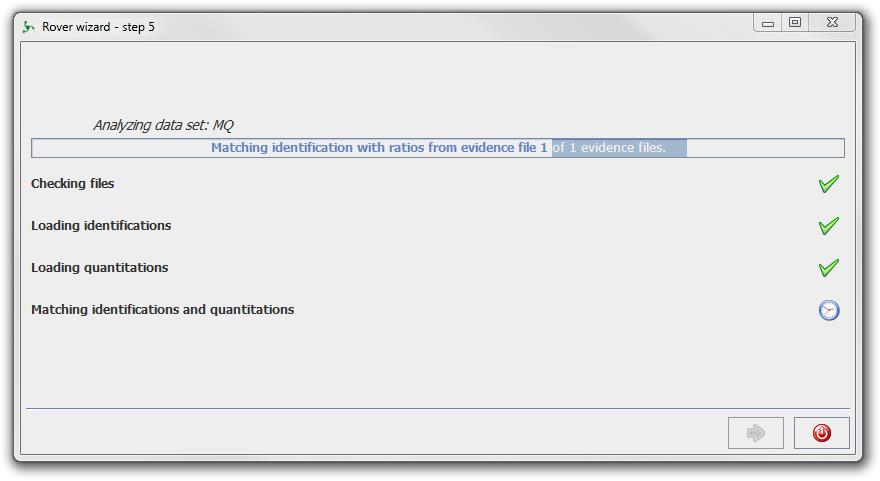 Rover wizard - step 5
Analyzing data set: MQ
Matching identification with ratios from evidence file 1 of 1 evidence files.
Checking files
Loading identifications
Loading quantitations
Matching identifications and quantitations